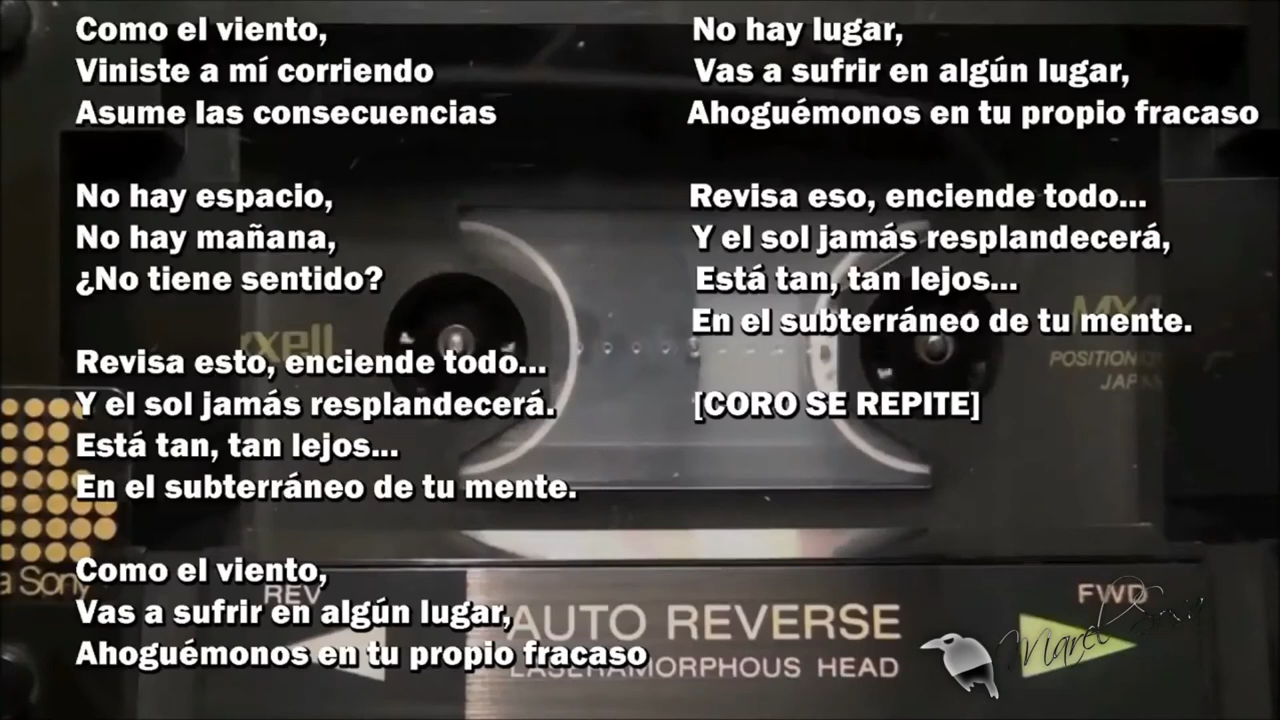 Como el viento,
Viniste a mí corriendo
Asume las consecuencias
No hay espacio,
No hay mañana,
¿No tiene sentido?
Revisa esto, enciende todo...
Y el sol jamás resplandecerá.
Está tan, tan lejos...
En el subterráneo de tu mente.
Como el viento,
Vas a sufrir en algún lugar,
Ahoguémonos en tu propio fracaso
No hay lugar,
Vas a sufrir en algún lugar,
Ahoguémonos en tu propio fracaso
Revisa eso, enciende todo...
Y el sol jamás resplandecerá,
Está tan, tan lejos...
En el subterráneo de tu mente.
[CORO SE REPITE]
xell
POSITION
a Sony
REV
FWD
AUTO REVERSE
LASERAMORPHOUS HEAD